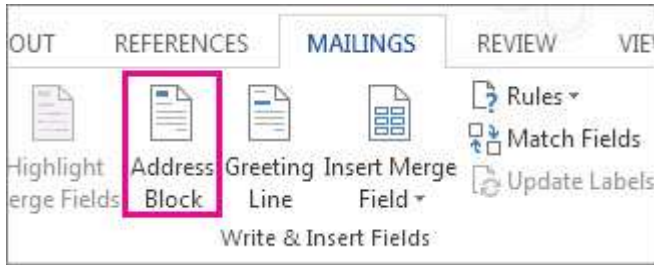 OUT REFERENCES MAILINGS REVIEW VIE
Highlight
erge Fields
Address
Block
Greeting
Line
Insert Merge
Field
Rules
Match Fields
Update Labels
Write & Insert Fields